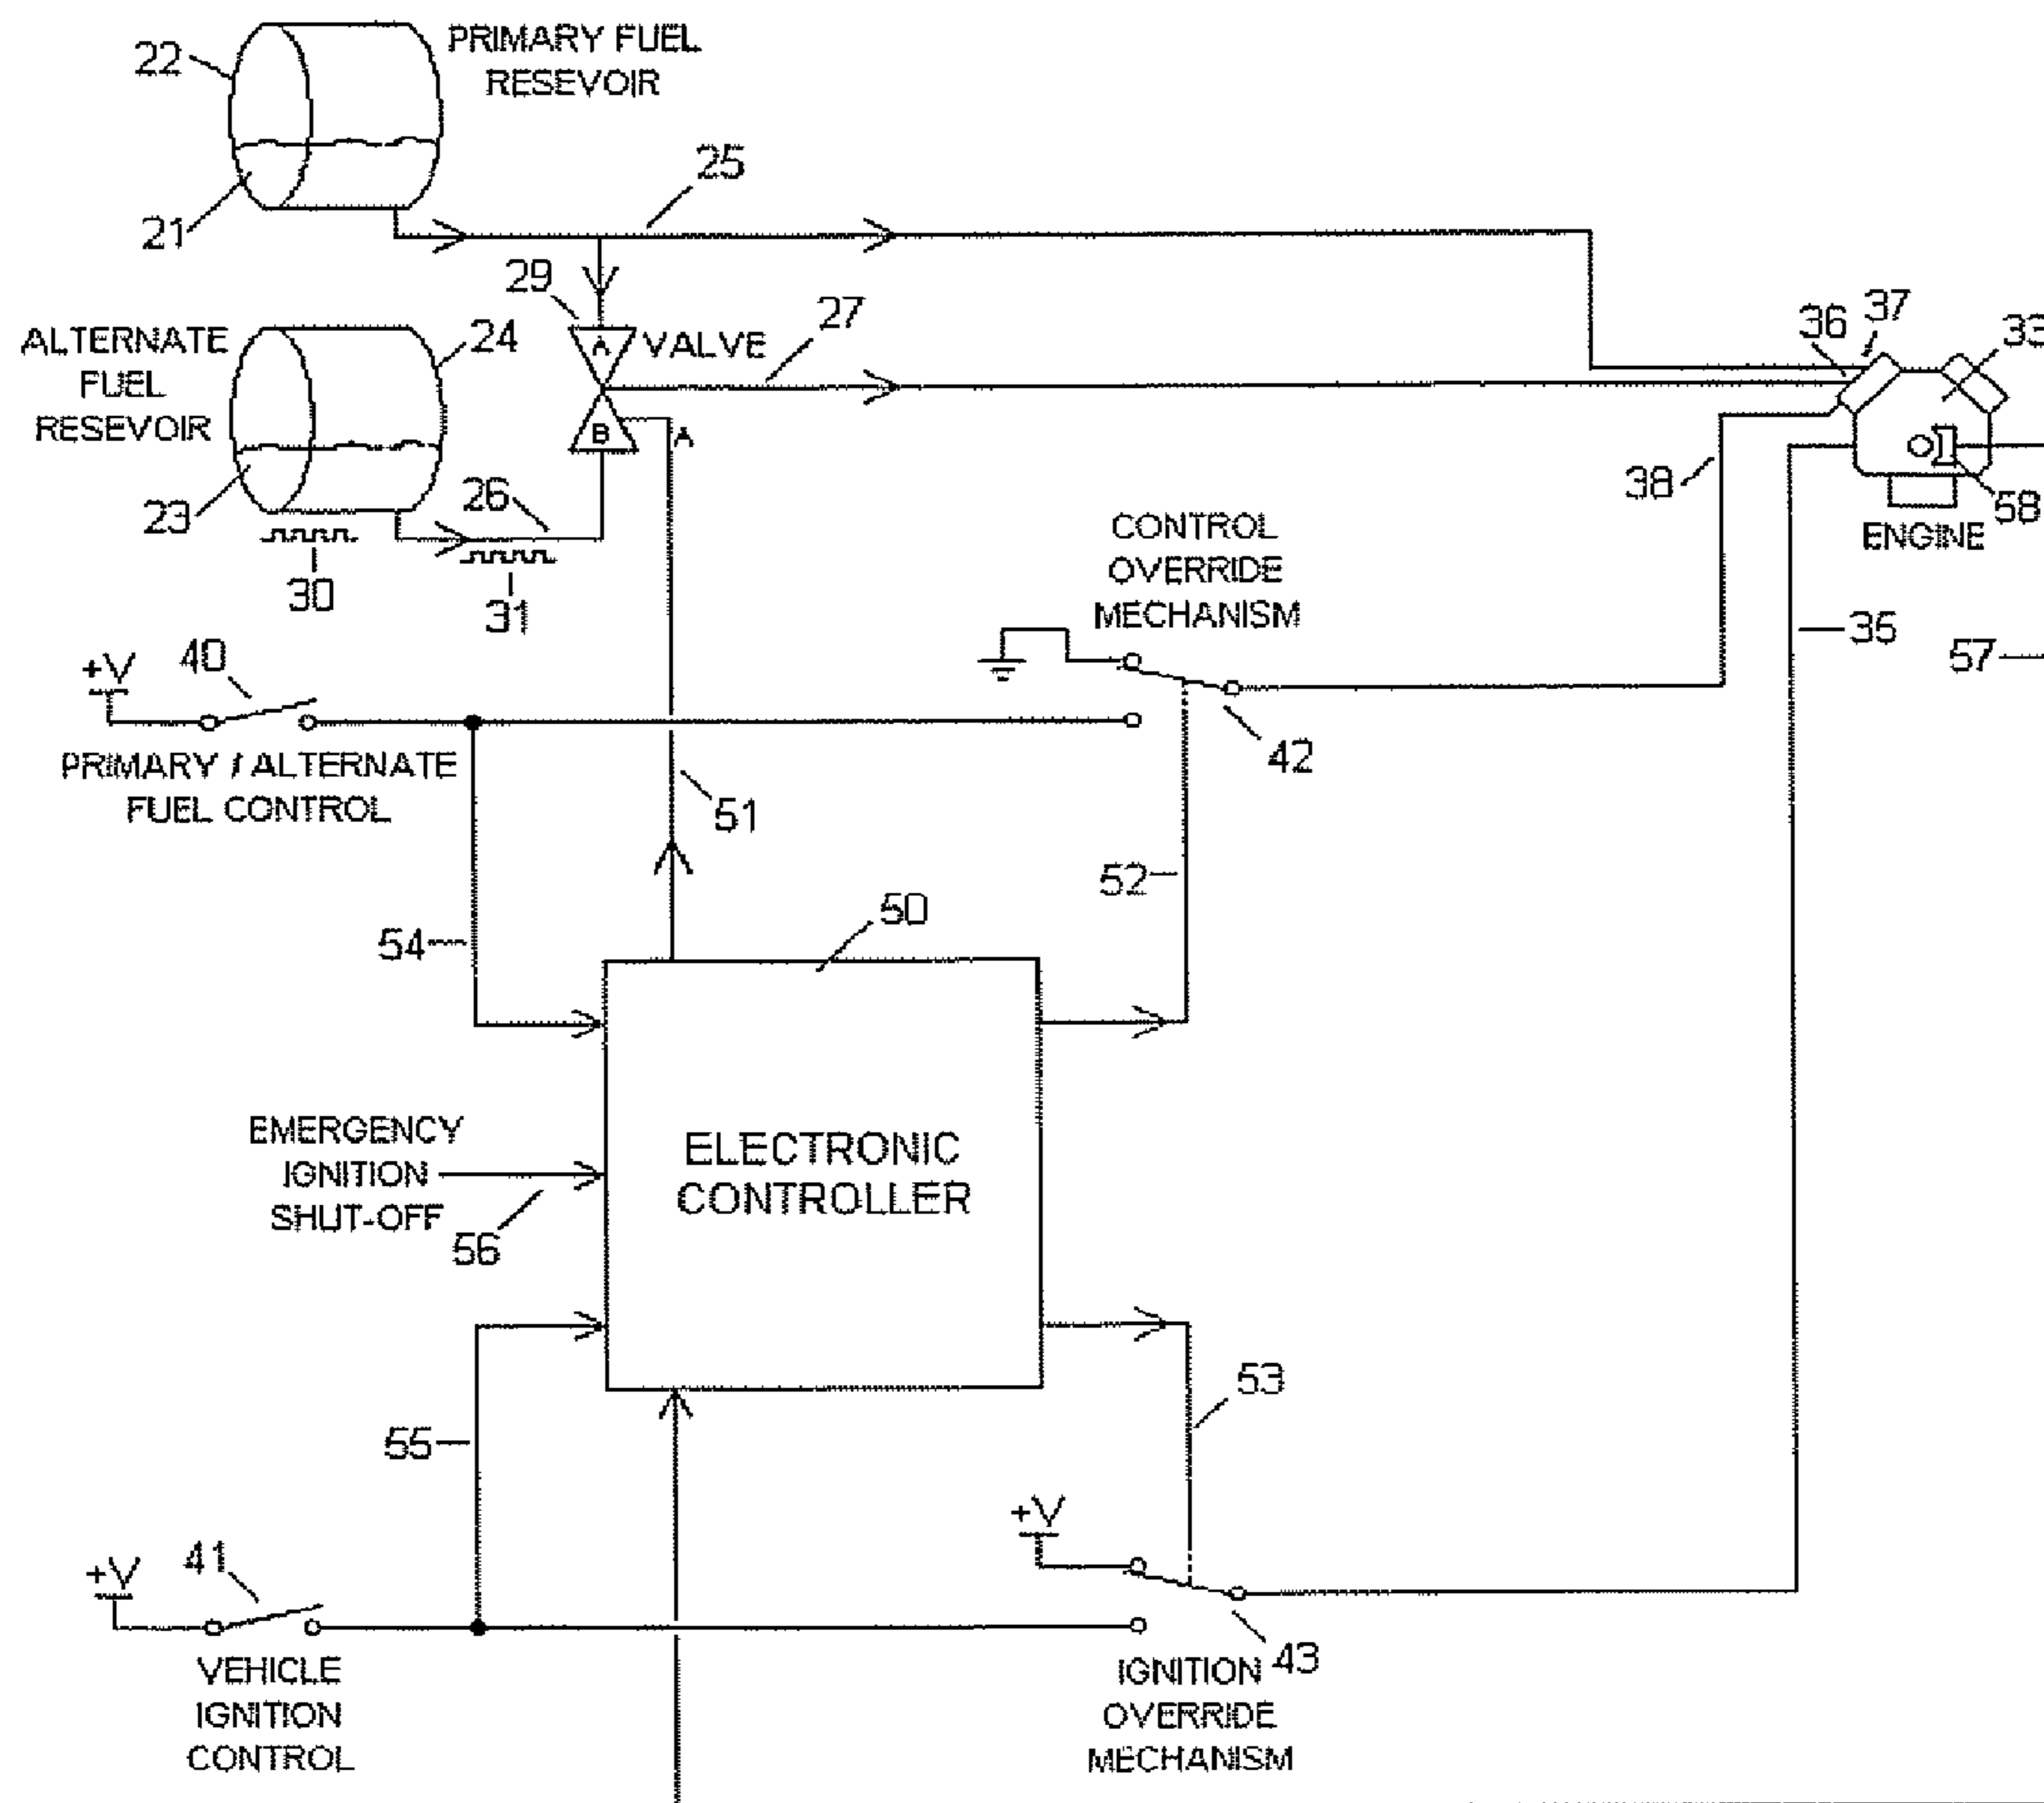 22
PRIMARY FUEL
RESEVOIR
21
25
29
A
VALVE
27
ALTERNATE
FUEL
RESEVOIR
24
23
B
A
26
30
31
36
37
33
38
58
ENGINE
CONTROL
OVERRIDE
MECHANISM
35
57
+V
40
PRIMARY / ALTERNATE
FUEL CONTROL
42
51
52
54
50
EMERGENCY
IGNITION
SHUT-OFF
56
ELECTRONIC
CONTROLLER
53
55
+V
41
VEHICLE
IGNITION
CONTROL
+V
43
IGNITION
OVERRIDE
MECHANISM